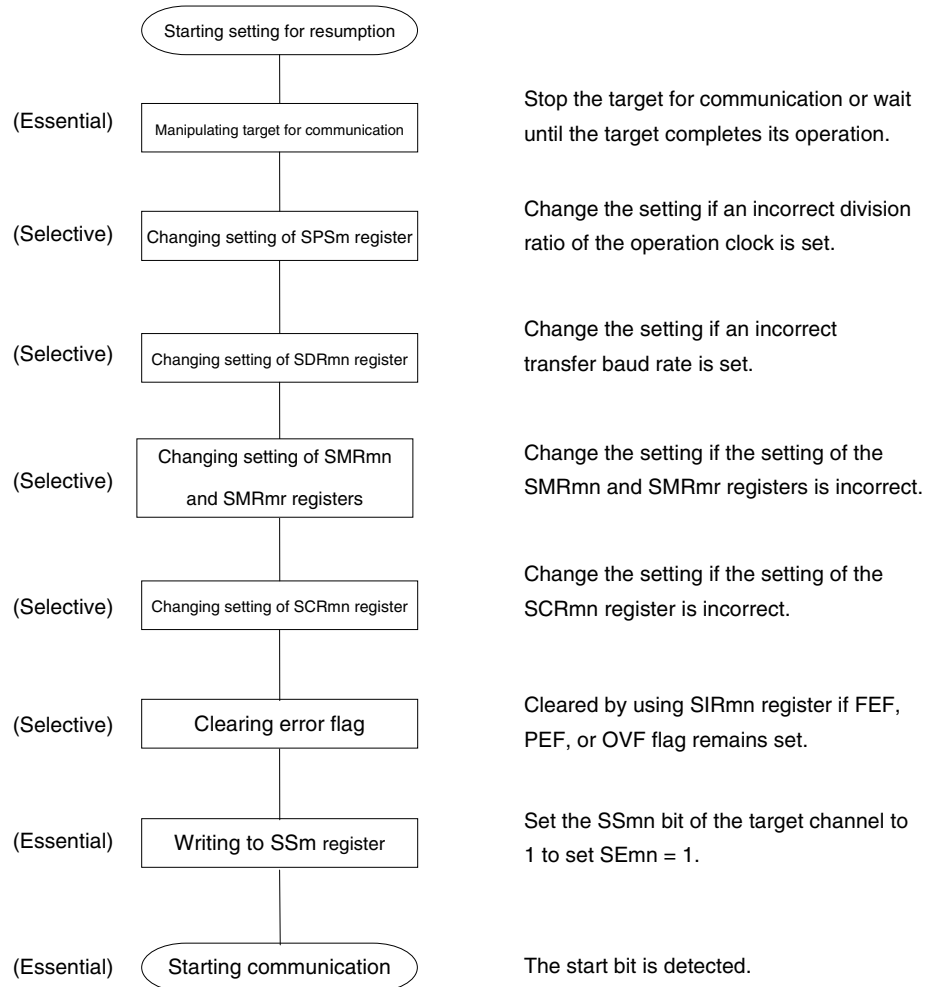 Starting setting for resumption
(Essential)
Manipulating target for communication
Stop the target for communication or wait
until the target completes its operation.
(Selective)
Changing setting of SPSm register
Change the setting if an incorrect division
ratio of the operation clock is set.
(Selective)
Changing setting of SDRmn register
Change the setting if an incorrect
transfer baud rate is set.
(Selective)
Changing setting of SMRmn
and SMRmr registers
Change the setting if the setting of the
SMRmn and SMRmr registers is incorrect.
(Selective)
Changing setting of SCRmn register
Change the setting if the setting of the
SCRmn register is incorrect.
(Selective)
Clearing error flag
Cleared by using SIRmn register if FEF,
PEF, or OVF flag remains set.
(Essential)
Writing to SSm register
Set the SSmn bit of the target channel to
1 to set SEmn = 1.
(Essential)
Starting communication
The start bit is detected.